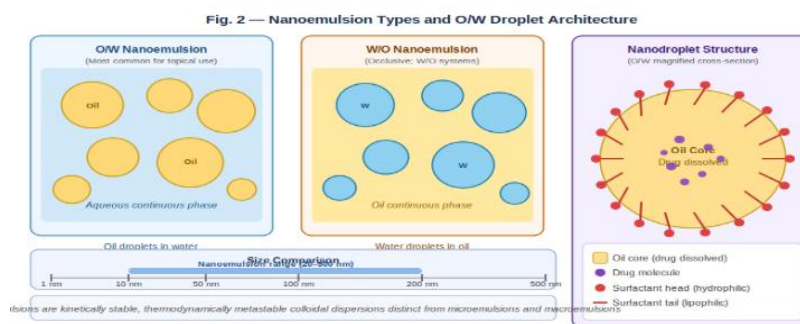 Fig. 2 — Nanoemulsion Types and O/W Droplet Architecture
O/W Nanoemulsion
(Most common for topical use)
Oil
Oil
Aqueous continuous phase
Oil droplets in water
W/O Nanoemulsion
(Occlusive; W/O systems)
W
W
Oil continuous phase
Water droplets in oil
Nanodroplet Structure
(O/W magnified cross-section)
Oil Core
Drug dissolved
Oil core (drug dissolved)
Drug molecule
Surfactant head (hydrophilic)
Surfactant tail (lipophilic)
Size Comparison
Nanoemulsion range (20–500 nm)
1 nm 10 nm 50 nm 100 nm 200 nm 500 nm
lsions are kinetically stable, thermodynamically metastable colloidal dispersions distinct from microemulsions and macroemulsions